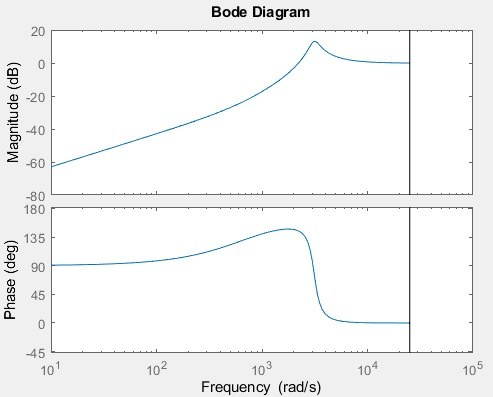 Bode Diagram
Magnitude (dB)
20
0
-20
-40
-60
-80
Phase (deg)
180
135
90
45
0
-45
10^1 10^2 10^3 10^4 10^5
Frequency (rad/s)